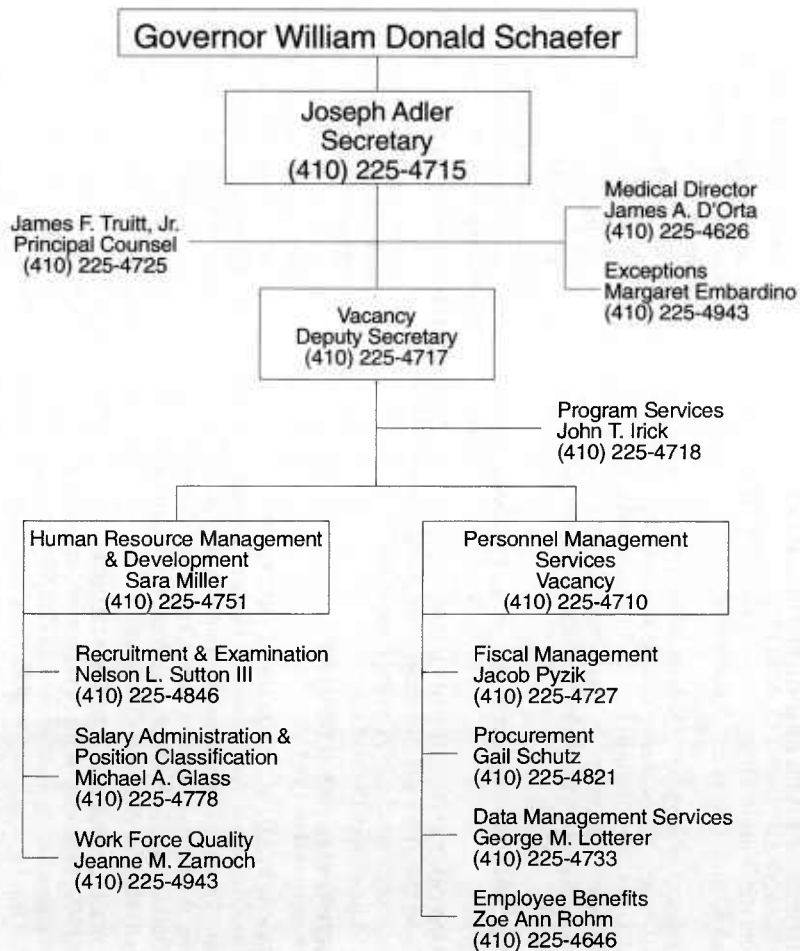 Governor William Donald Schaefer
Joseph Adler
Secretary
(410) 225-4715
James F. Truitt, Jr.
Principal Counsel
(410) 225-4725
Medical Director
James A. D'Orta
(410) 225-4626
Exceptions
Margaret Embardino
(410) 225-4943
Vacancy
Deputy Secretary
(410) 225-4717
Program Services
John T. Irick
(410) 225-4718
Human Resource Management
& Development
Sara Miller
(410) 225-4751
Recruitment & Examination
Nelson L. Sutton III
(410) 225-4846
Salary Administration &
Position Classification
Michael A. Glass
(410) 225-4778
Work Force Quality
Jeanne M. Zarnoch
(410) 225-4943
Personnel Management
Services
Vacancy
(410) 225-4710
Fiscal Management
Jacob Pyzik
(410) 225-4727
Procurement
Gail Schutz
(410) 225-4821
Data Management Services
George M. Lotterer
(410) 225-4733
Employee Benefits
Zoe Ann Rohm
(410) 225-4646